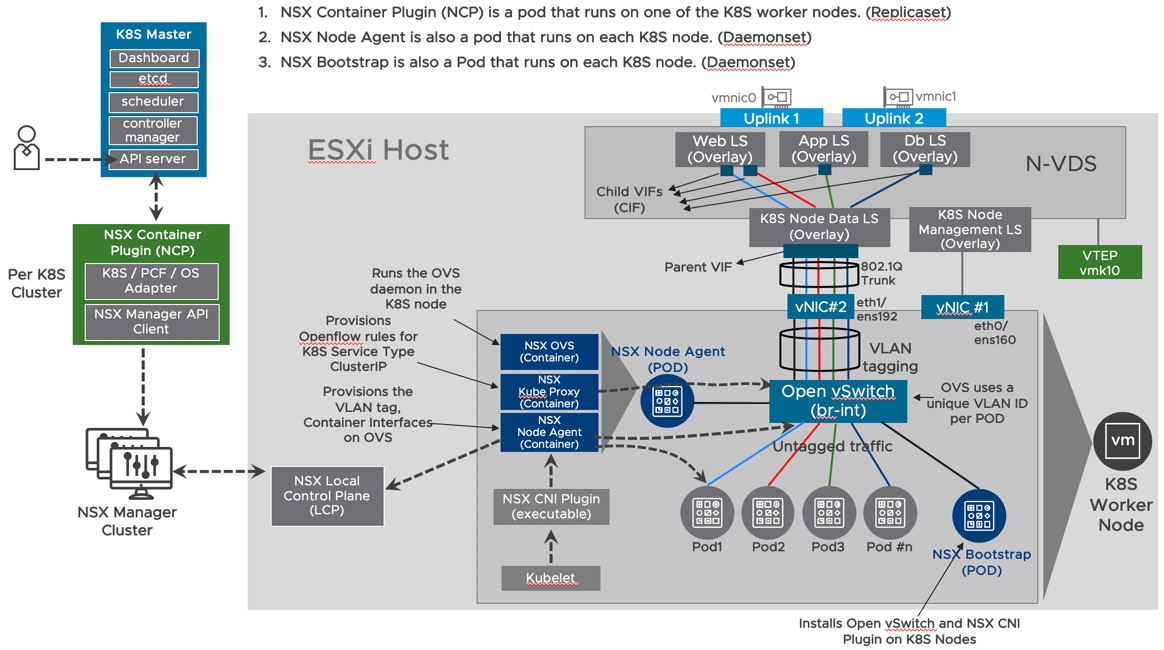 1. NSX Container Plugin (NCP) is a pod that runs on one of the K8S worker nodes. (Replicaset)
2. NSX Node Agent is also a pod that runs on each K8S node. (Daemonset)
3. NSX Bootstrap is also a Pod that runs on each K8S node. (Daemonset)
K8S Master
Dashboard
etcd
scheduler
controller
manager
API server
NSX Container
Plugin (NCP)
K8S / PCF / OS
Adapter
NSX Manager API
Client
Per K8S
Cluster
NSX Manager
Cluster
ESXi Host
vmnic0
vmnic1
Uplink 1
Uplink 2
Web LS
(Overlay)
App LS
(Overlay)
Db LS
(Overlay)
N-VDS
Child VIFs
(CIF)
K8S Node Data LS
(Overlay)
K8S Node
Management LS
(Overlay)
VTEP
vmk10
Parent VIF
802.1Q
Trunk
vNIC#2
eth1/
ens192
vNIC #1
eth0/
ens160
VLAN
tagging
Runs the OVS
daemon in the
K8S node
Provisions
Openflow rules for
K8S Service Type
ClusterIP
Provisions the
VLAN tag,
Container Interfaces
on OVS
NSX OVS
(Container)
NSX
Kube Proxy
(Container)
NSX
Node Agent
(Container)
NSX Node Agent
(POD)
Open vSwitch
(br-int)
OVS uses a
unique VLAN ID
per POD
Untagged traffic
NSX Local
Control Plane
(LCP)
NSX CNI Plugin
(executable)
Kubelet
Pod1
Pod2
Pod3
Pod #n
NSX Bootstrap
(POD)
vm
K8S
Worker
Node
Installs Open vSwitch and NSX CNI
Plugin on K8S Nodes